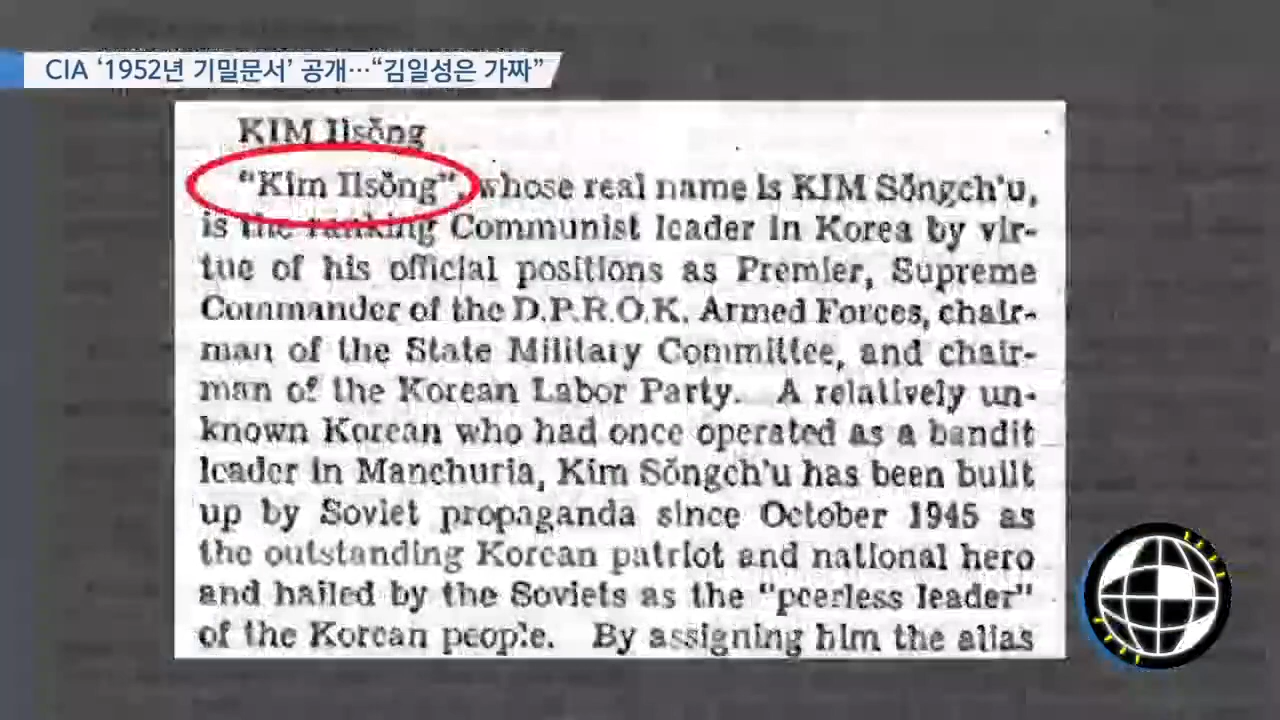 CIA ‘1952년 기밀문서’ 공개…“김일성은 가짜”
KIM Ilsŏng
“Kim Ilsŏng”, whose real name is KIM Sŏngch'u,
is the ranking Communist leader in Korea by vir-
tue of his official positions as Premier, Supreme
Commander of the D.P.R.O.K. Armed Forces, chair-
man of the State Military Committee, and chair-
man of the Korean Labor Party. A relatively un-
known Korean who had once operated as a bandit
leader in Manchuria, Kim Sŏngch'u has been built
up by Soviet propaganda since October 1945 as
the outstanding Korean patriot and national hero
and hailed by the Soviets as the "peerless leader"
of the Korean people. By assigning him the alias